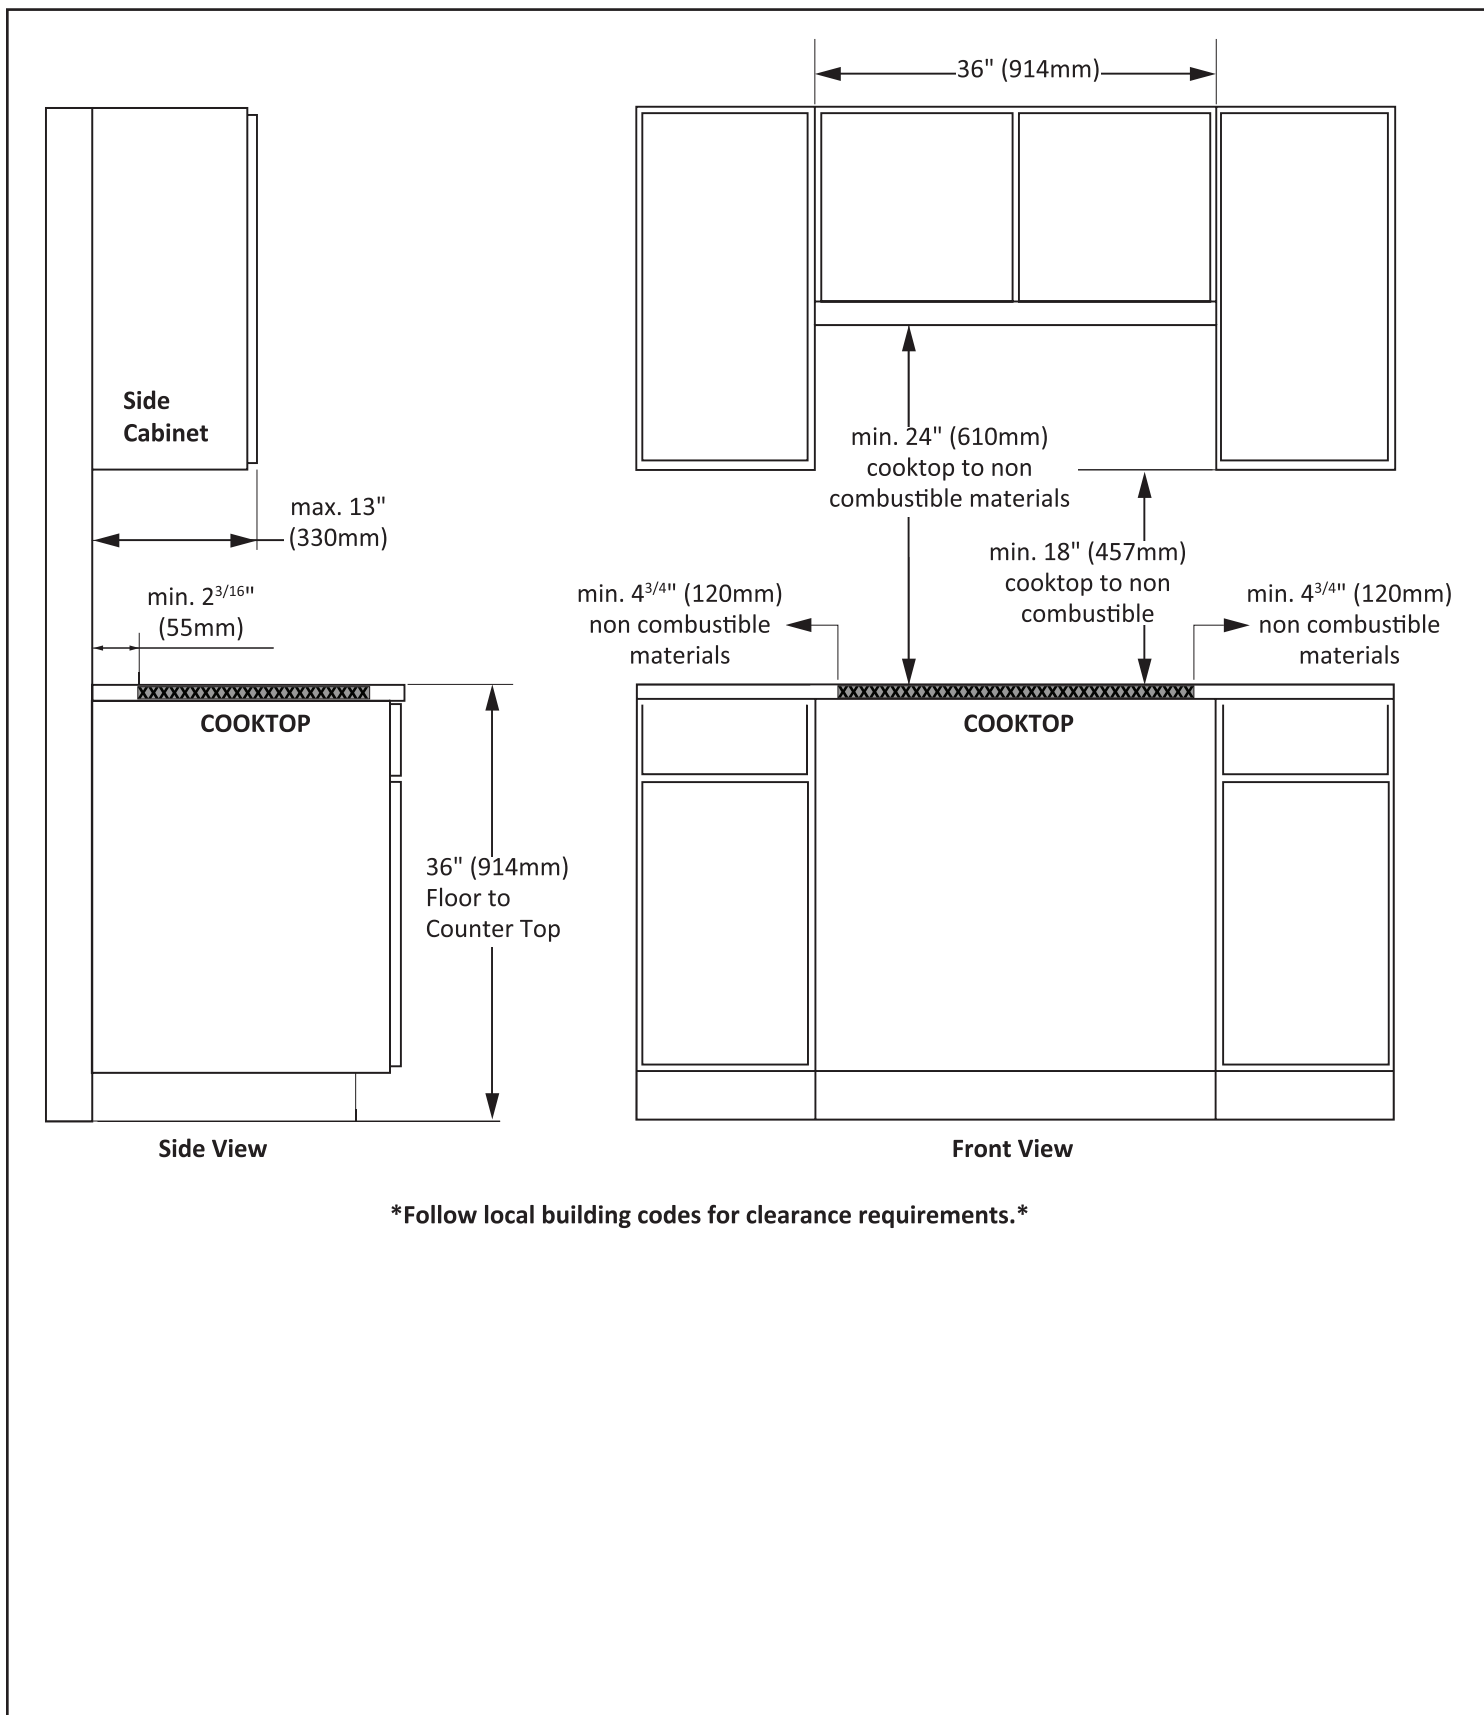 36" (914mm)
Side
Cabinet
max. 13"
(330mm)
min. 2 3/16"
(55mm)
COOKTOP
36" (914mm)
Floor to
Counter Top
Side View
min. 24" (610mm)
cooktop to non
combustible materials
min. 18" (457mm)
cooktop to non
combustible
min. 4 3/4" (120mm)
non combustible
materials
min. 4 3/4" (120mm)
non combustible
materials
COOKTOP
Front View
*Follow local building codes for clearance requirements.*